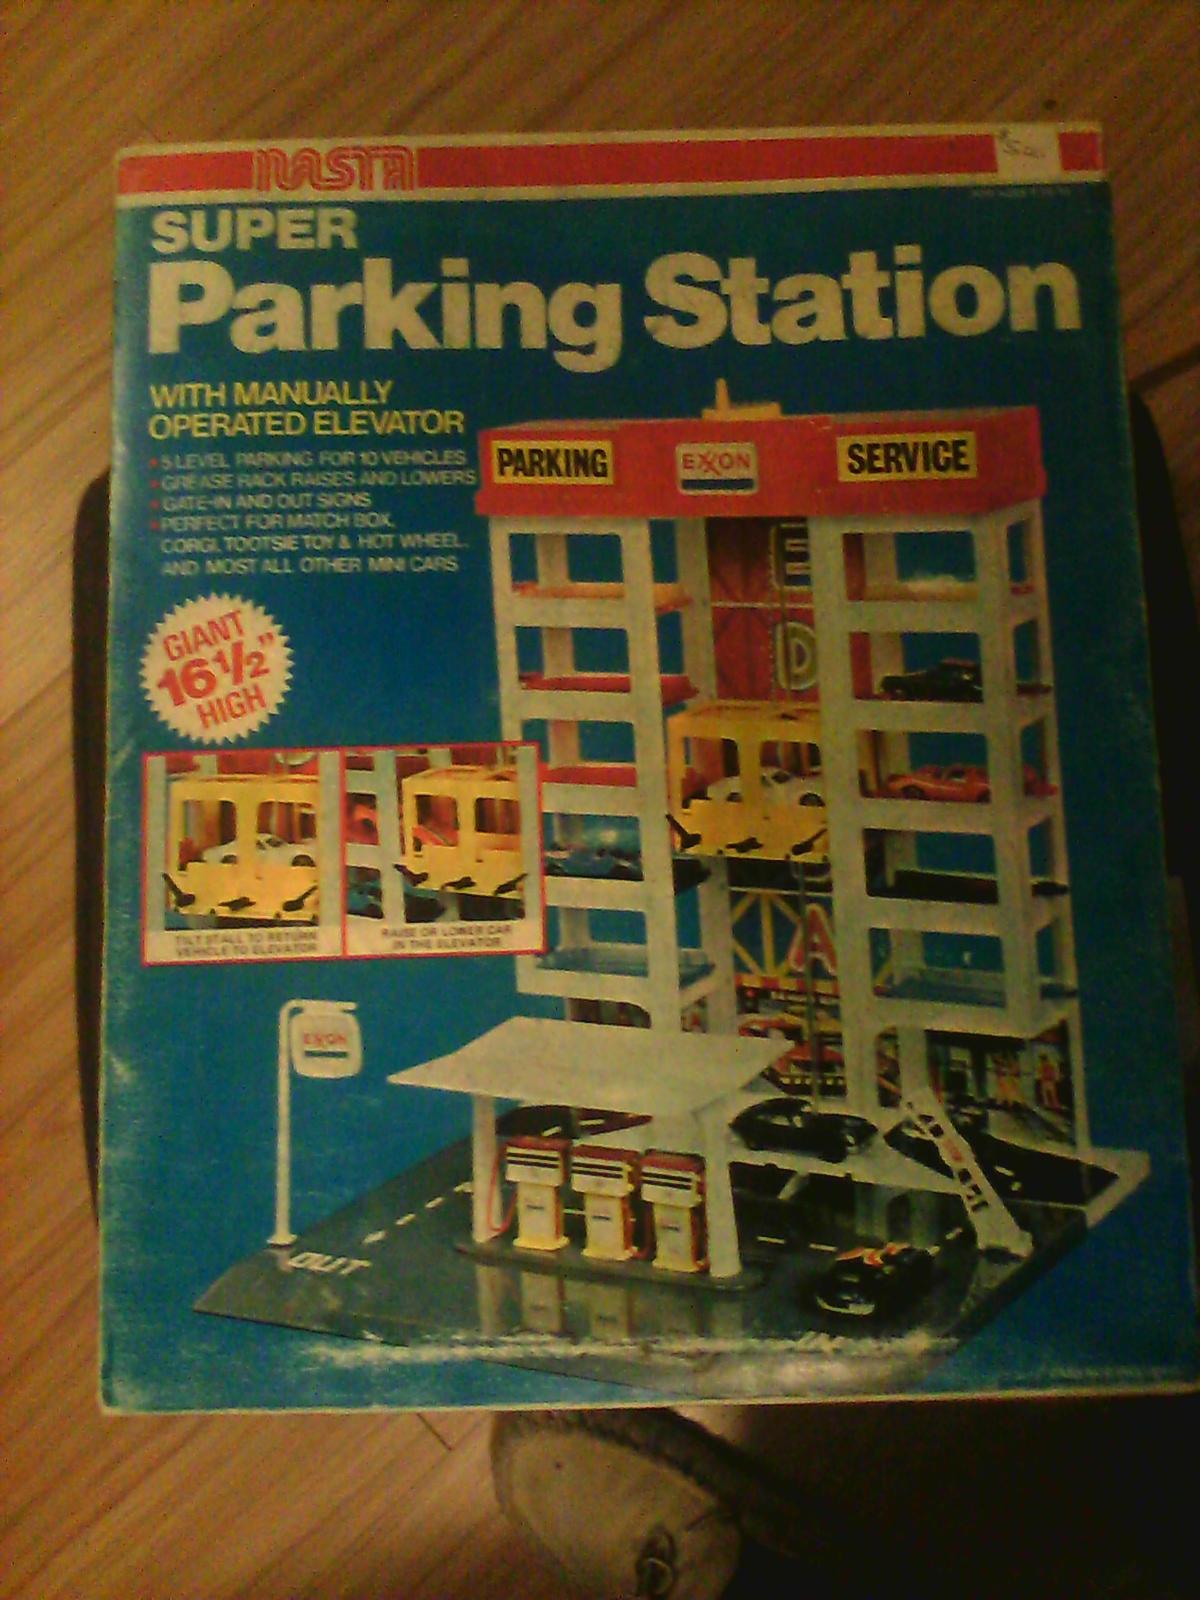 NASTA
SUPER
Parking Station
WITH MANUALLY
OPERATED ELEVATOR
5 LEVEL PARKING FOR 10 VEHICLES
GREASE RACK RAISES AND LOWERS
GATE-IN AND OUT SIGNS
PERFECT FOR MATCH BOX,
CORGI, TOOTSIE TOY & HOT WHEEL.
AND MOST ALL OTHER MINI CARS
GIANT
16 1/2"
HIGH
PARKING
EXXON
SERVICE
E
D
A
TILT STALL TO RETURN
VEHICLE TO ELEVATOR
RAISE OR LOWER CAR
IN THE ELEVATOR
EXXON
OUT